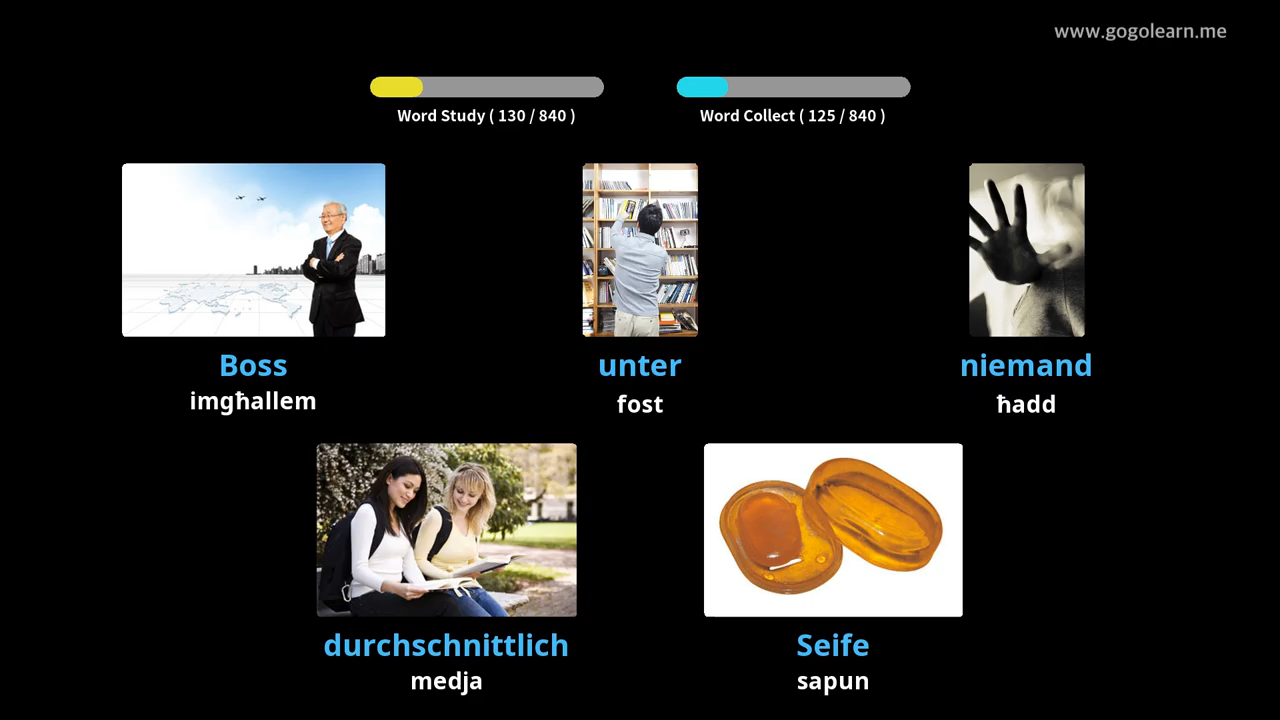 www.gogolearn.me
Word Study ( 130 / 840 )
Word Collect ( 125 / 840 )
Boss
imgħallem
unter
fost
niemand
ħadd
durchschnittlich
medja
Seife
sapun